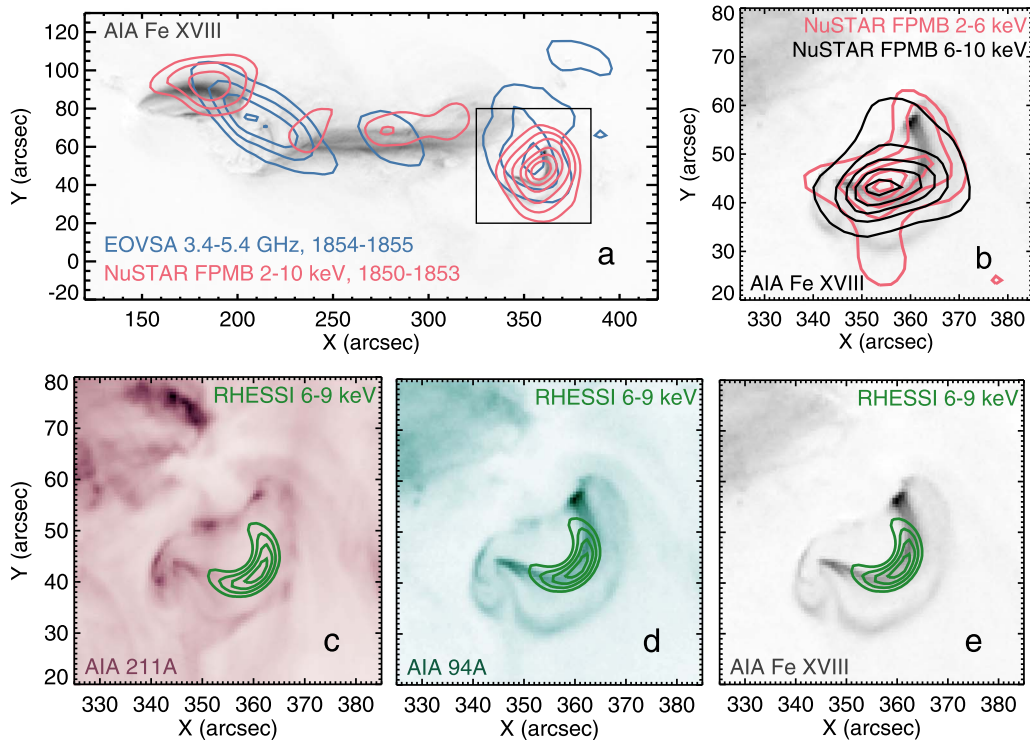 AIA Fe XVIII
120
100
80
60
40
20
0
-20
Y (arcsec)
EOVSA 3.4-5.4 GHz, 1854-1855
NuSTAR FPMB 2-10 keV, 1850-1853
a
150 200 250 300 350 400
X (arcsec)
NuSTAR FPMB 2-6 keV
NuSTAR FPMB 6-10 keV
80
70
60
50
40
30
20
Y (arcsec)
b
AIA Fe XVIII
330 340 350 360 370 380
X (arcsec)
RHESSI 6-9 keV
80
70
60
50
40
30
20
Y (arcsec)
c
AIA 211A
330 340 350 360 370 380
X (arcsec)
RHESSI 6-9 keV
d
AIA 94A
330 340 350 360 370 380
X (arcsec)
RHESSI 6-9 keV
e
AIA Fe XVIII
330 340 350 360 370 380
X (arcsec)